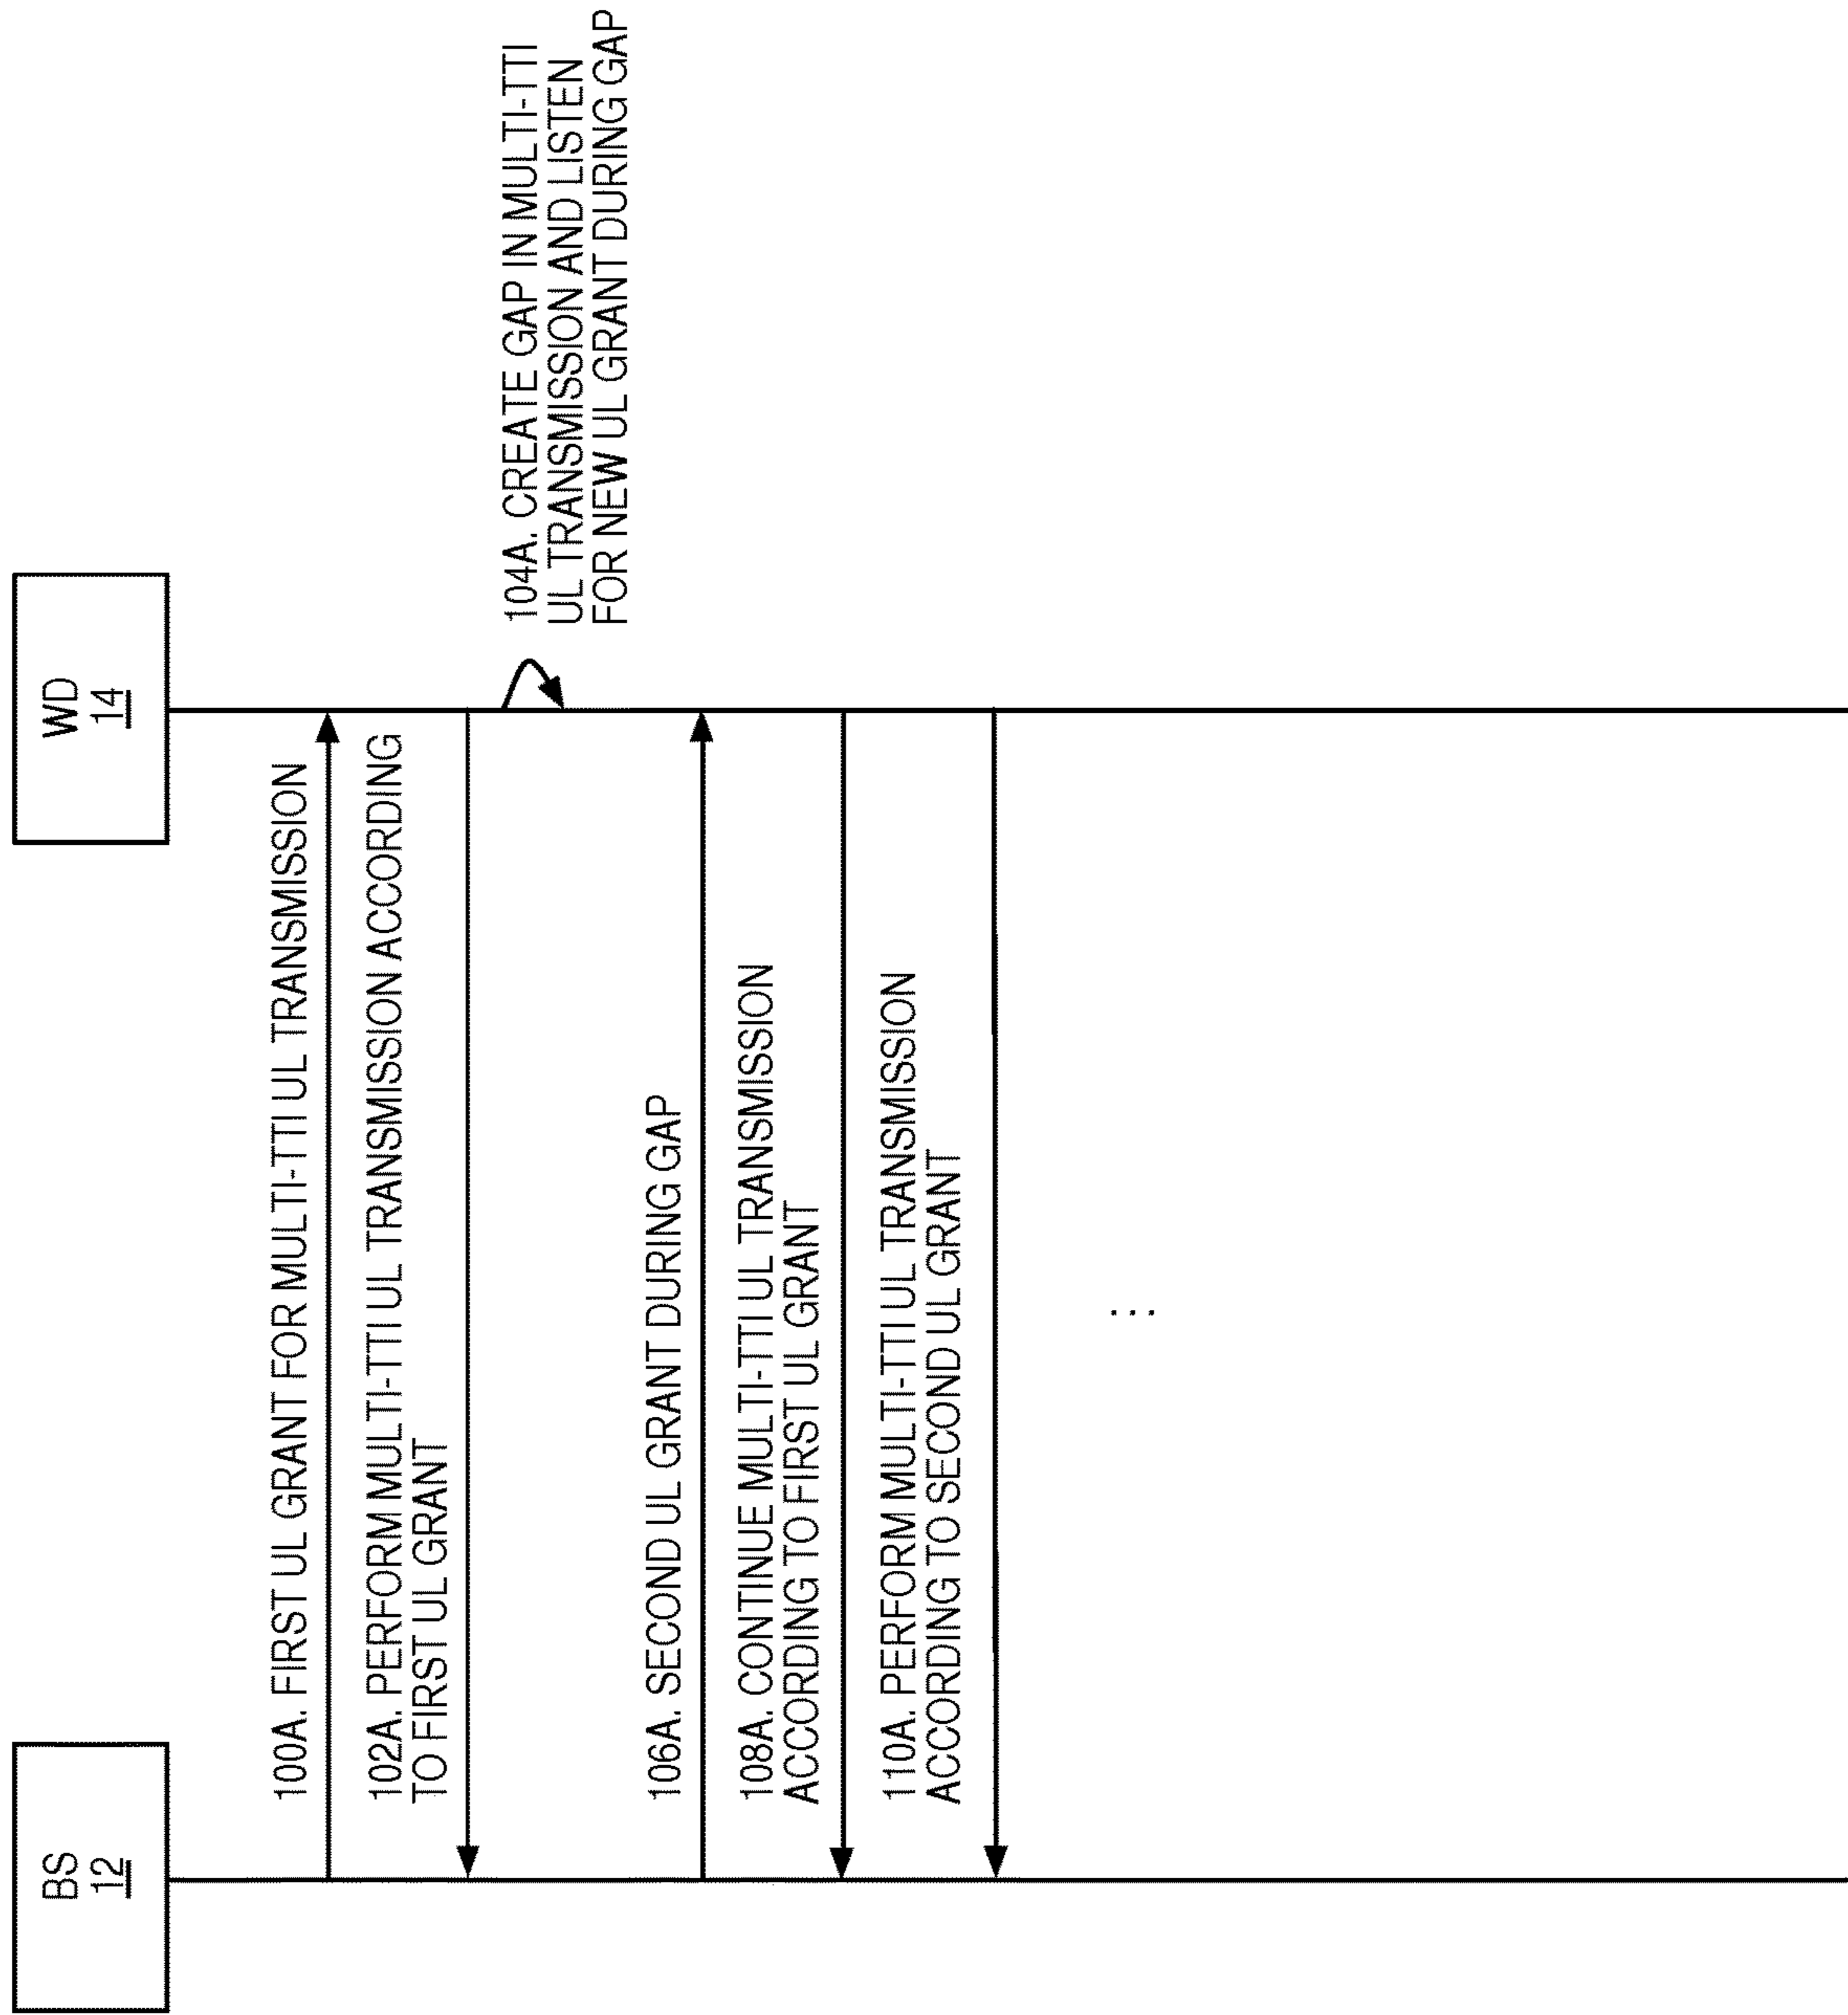 BS
12
WD
14
100A. FIRST UL GRANT FOR MULTI-TTI UL TRANSMISSION
102A. PERFORM MULTI-TTI UL TRANSMISSION ACCORDING
TO FIRST UL GRANT
104A. CREATE GAP IN MULTI-TTI
UL TRANSMISSION AND LISTEN
FOR NEW UL GRANT DURING GAP
106A. SECOND UL GRANT DURING GAP
108A. CONTINUE MULTI-TTI UL TRANSMISSION
ACCORDING TO FIRST UL GRANT
110A. PERFORM MULTI-TTI UL TRANSMISSION
ACCORDING TO SECOND UL GRANT
...